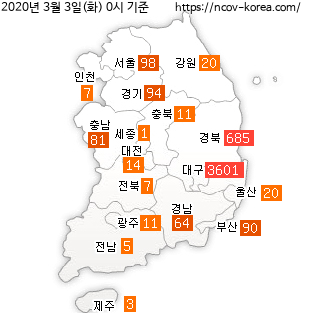 2020년 3월 3일(화) 0시 기준 https://ncov-korea.com/
서울 98 강원 20
인천
7 경기 94
충북 11
충남
81 세종 1 경북 685
대전
14 대구 3601
전북 7 울산 20
경남
64 광주 11 부산 90
전남 5
제주 3